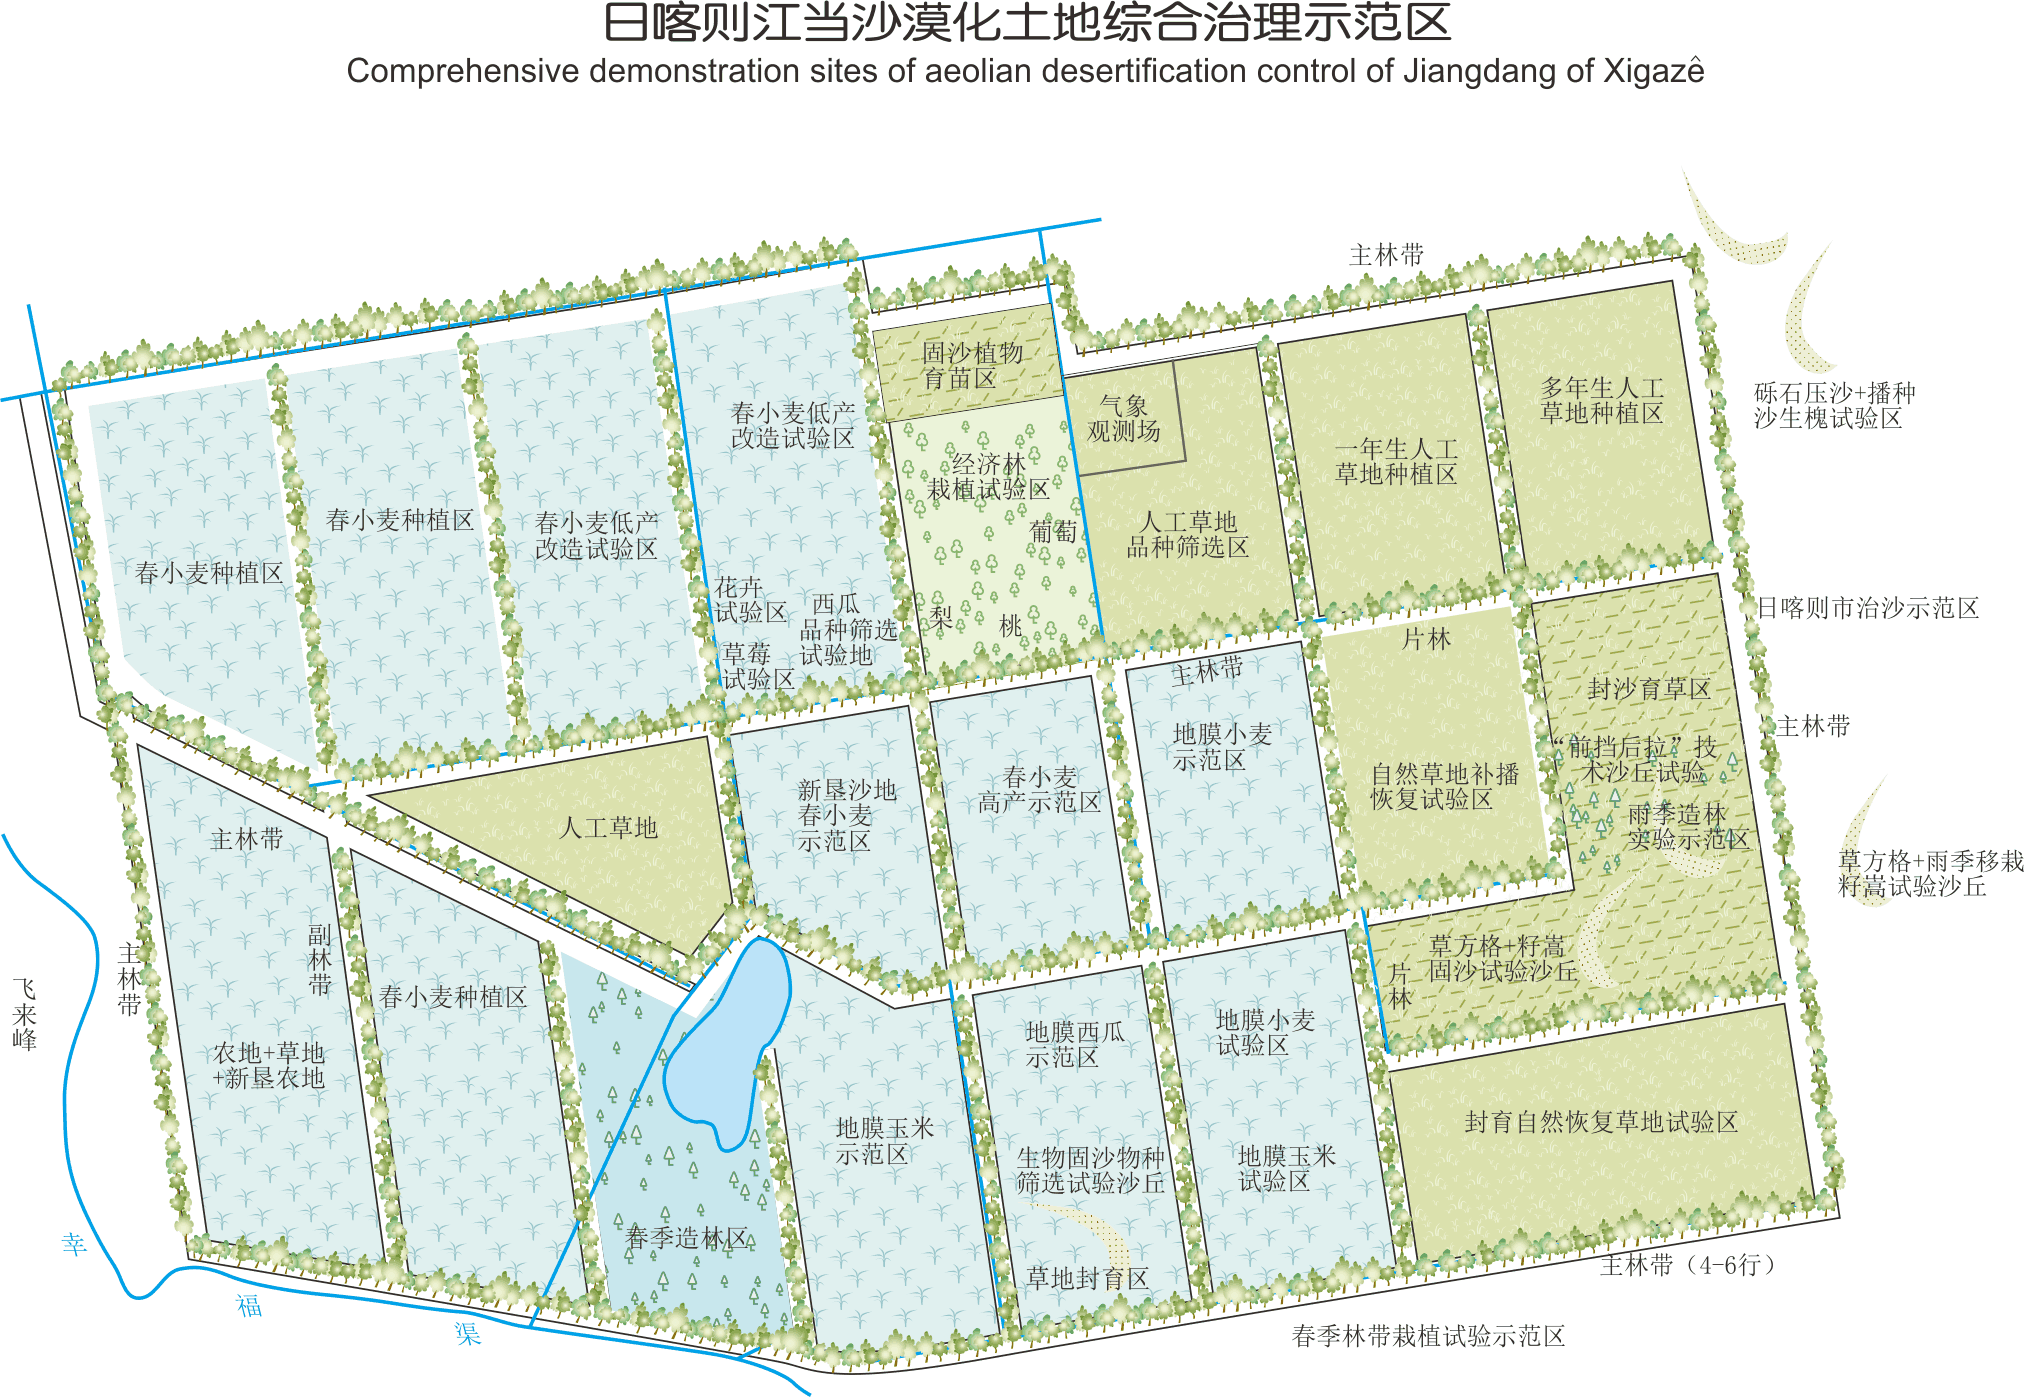 日喀则江当沙漠化土地综合治理示范区
Comprehensive demonstration sites of aeolian desertification control of Jiangdang of Xigazê
主林带
固沙植物
育苗区
气象
观测场
多年生人工
草地种植区
砾石压沙+播种
沙生槐试验区
春小麦低产
改造试验区
一年生人工
草地种植区
经济林
栽植试验区
春小麦种植区
春小麦种植区
春小麦低产
改造试验区
葡萄
人工草地
品种筛选区
花卉
试验区
西瓜
品种筛选
试验地
草莓
试验区
梨
桃
片林
日喀则市治沙示范区
主林带
封沙育草区
主林带
“前挡后拉”技
术沙丘试验
地膜小麦
示范区
自然草地补播
恢复试验区
春小麦
高产示范区
新垦沙地
春小麦
示范区
人工草地
主林带
雨季造林
实验示范区
草方格+雨季移栽
籽蒿试验沙丘
副林带
主林带
飞来峰
春小麦种植区
草方格+籽蒿
固沙试验沙丘
片林
农地+草地
+新垦农地
地膜西瓜
示范区
地膜小麦
试验区
地膜玉米
示范区
封育自然恢复草地试验区
生物固沙物种
筛选试验沙丘
地膜玉米
试验区
春季造林区
草地封育区
主林带（4-6行）
幸
福
渠
春季林带栽植试验示范区